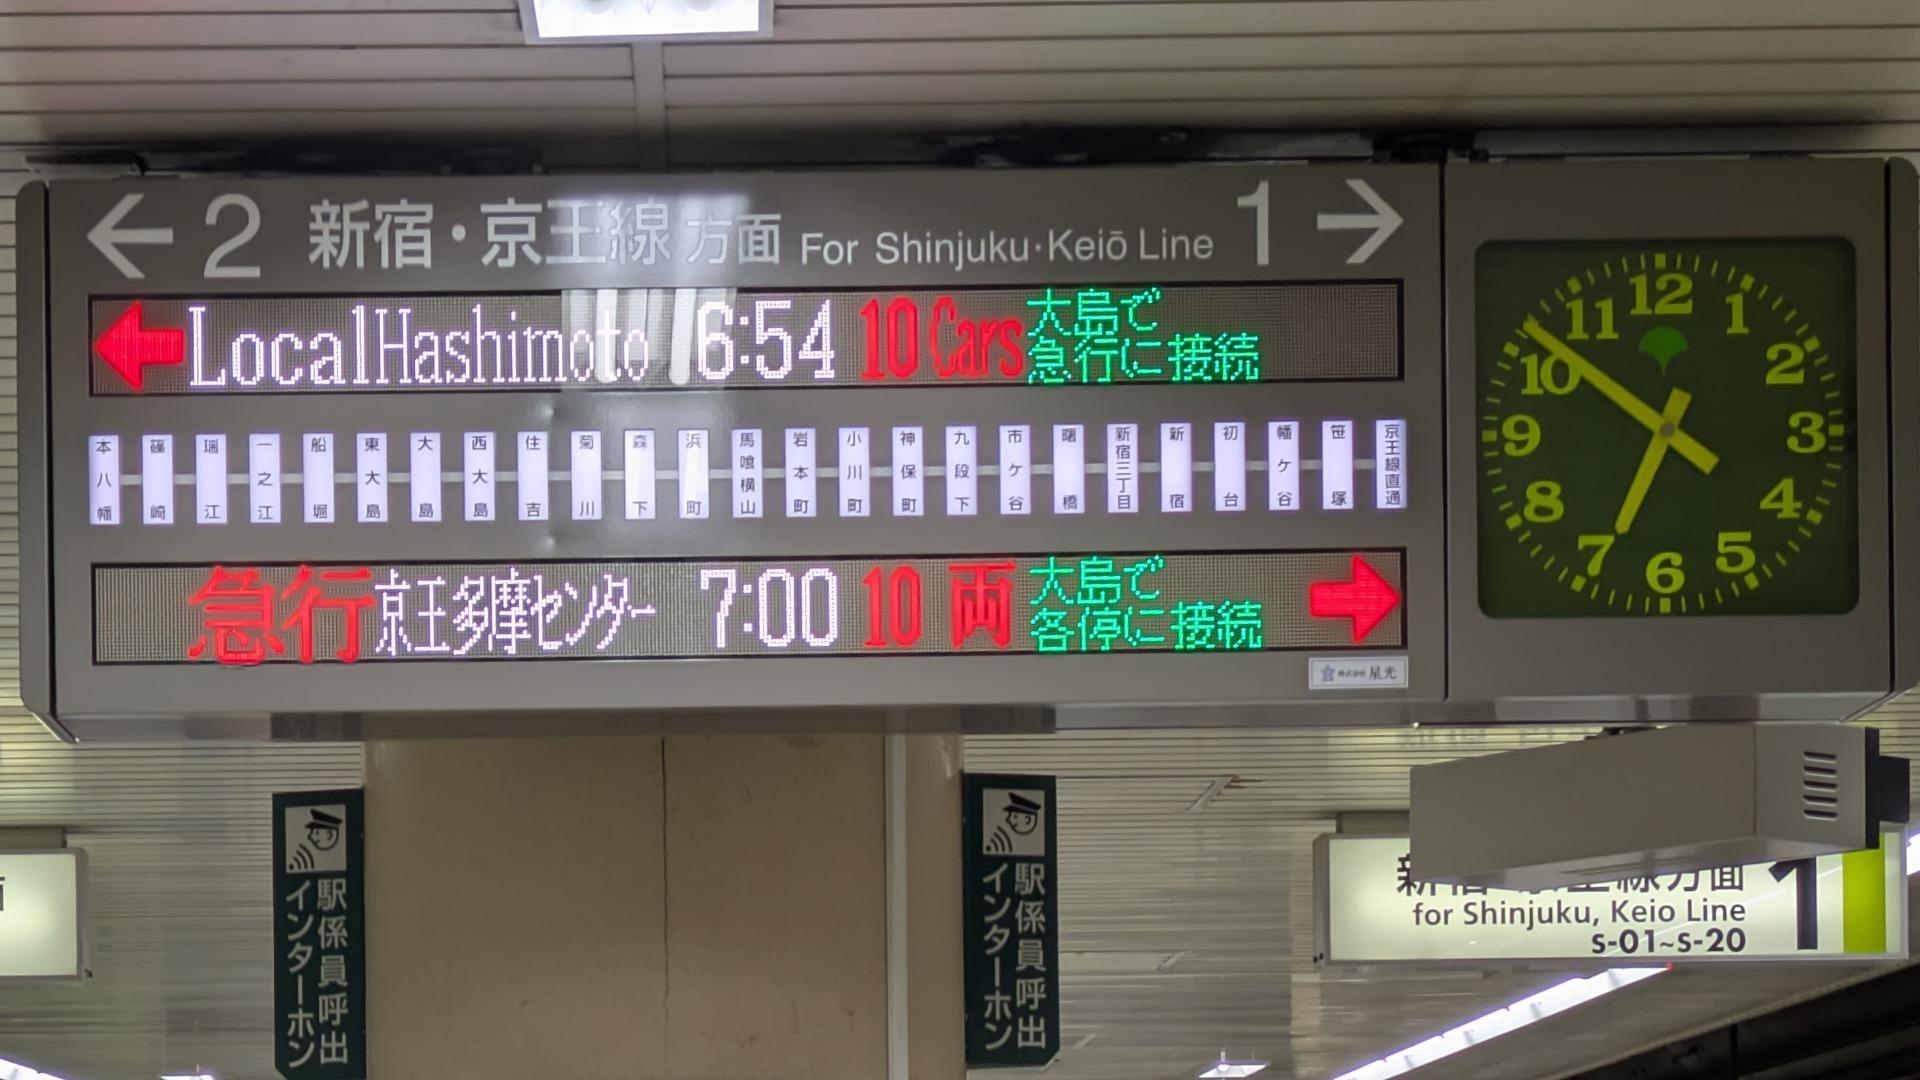 ← 2 新宿・京王線 方面 For Shinjuku・Keiō Line 1 →
← Local Hashimoto 6:54 10 Cars 大島で
急行に接続
本八幡 篠崎 瑞江 一之江 船堀 東大島 大島 西大島 住吉 菊川 森下 浜町 馬喰横山 岩本町 小川町 神保町 九段下 市ケ谷 曙橋 新宿三丁目 新宿 初台 幡ケ谷 笹塚 京王線直通
急行 京王多摩センター 7:00 10 両 大島で
各停に接続 →
株式会社 星光
12 1 2 3 4 5 6 7 8 9 10 11
駅係員呼出
インターホン
駅係員呼出
インターホン
新宿・京王線方面 1
for Shinjuku, Keio Line
S-01~S-20